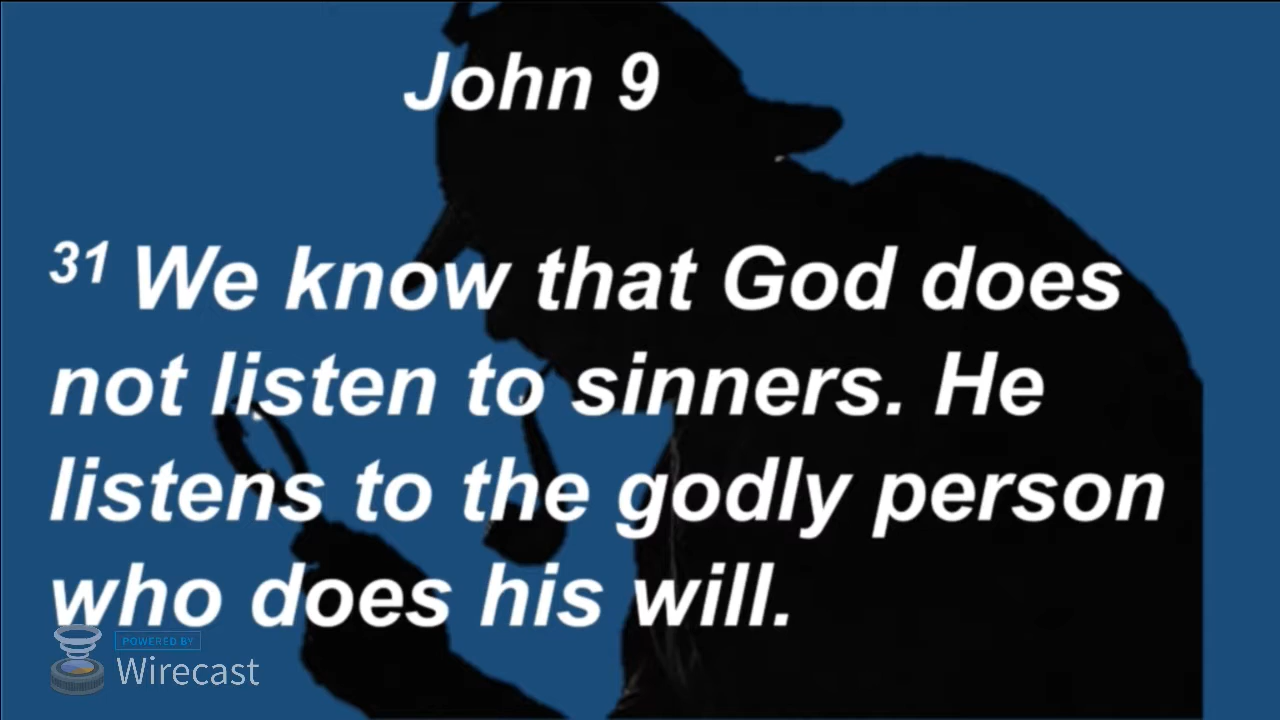 John 9
31 We know that God does
not listen to sinners. He
listens to the godly person
who does his will.
POWERED BY
Wirecast